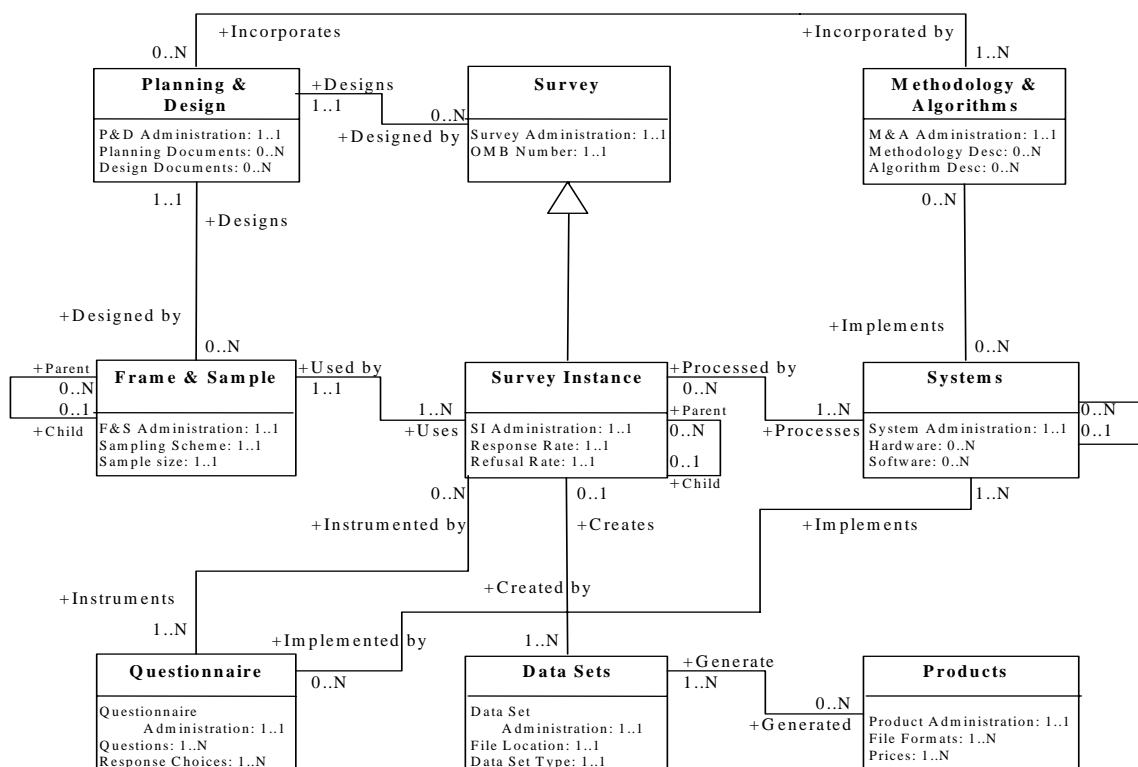 +Incorporates
+Incorporated by
0..N
1..N
Planning &
Design
P&D Administration: 1..1
Planning Documents: 0..N
Design Documents: 0..N
+Designs
1..1
0..N
+Designed by
Survey
Survey Administration: 1..1
OMB Number: 1..1
Methodology &
Algorithms
M&A Administration: 1..1
Methodology Desc: 0..N
Algorithm Desc: 0..N
1..1
+Designs
0..N
+Designed by
0..N
+Implements
0..N
+Parent
0..N
0..1
+Child
Frame & Sample
F&S Administration: 1..1
Sampling Scheme: 1..1
Sample size: 1..1
+Used by
1..1
1..N
+Uses
Survey Instance
SI Administration: 1..1
Response Rate: 1..1
Refusal Rate: 1..1
+Processed by
0..N
+Parent
0..N
0..1
+Child
1..N
+Processes
Systems
System Administration: 1..1
Hardware: 0..N
Software: 0..N
0..N
0..1
0..N
+Instrumented by
0..1
+Creates
1..N
+Implements
+Instruments
1..N
+Created by
1..N
+Implemented by
0..N
Questionnaire
Questionnaire
Administration: 1..1
Questions: 1..N
Response Choices: 1..N
Data Sets
Data Set
Administration: 1..1
File Location: 1..1
Data Set Type: 1..1
+Generate
1..N
0..N
+Generated
Products
Product Administration: 1..1
File Formats: 1..N
Prices: 1..N